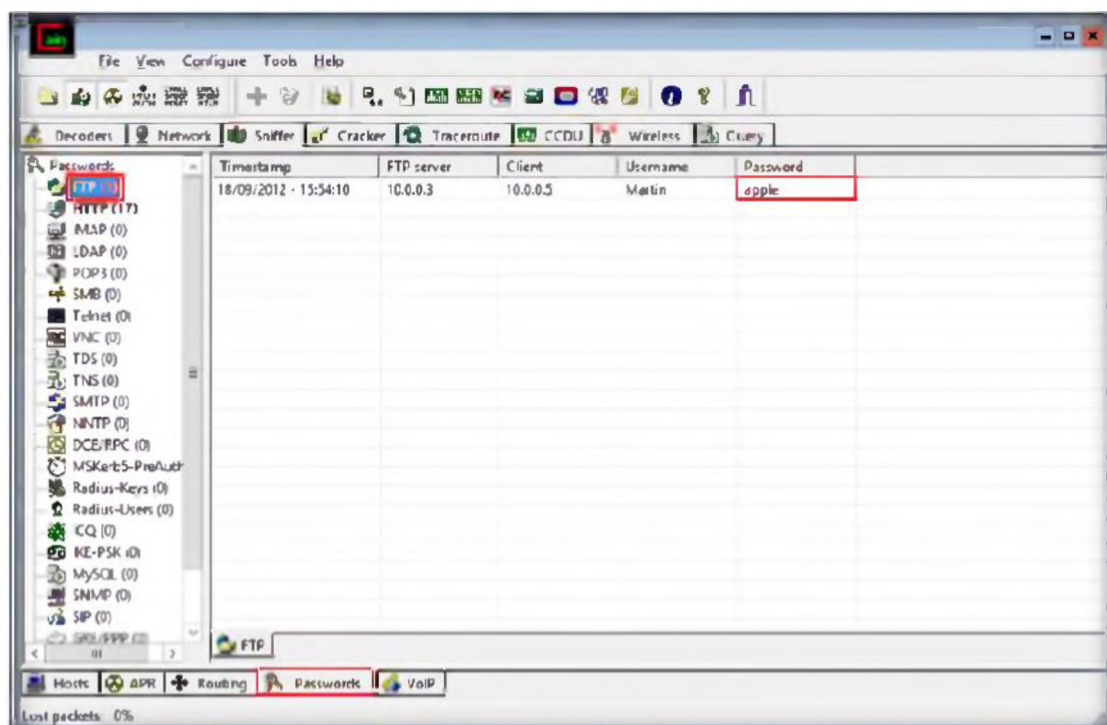 File View Configure Tools Help
Decoders Network Sniffer Cracker Traceroute CCDU Wireless Query
Passwords
Timestamp FTP server Client Username Password
18/09/2012 - 15:54:10 10.0.0.3 10.0.0.5 Martin apple
HTTP (17)
IMAP (0)
LDAP (0)
POP3 (0)
SMB (0)
Telnet (0)
VNC (0)
TDS (0)
TNS (0)
SMTP (0)
NNTP (0)
DCE/RPC (0)
MSKerb5-PreAuth
Radius-Keys (0)
Radius-Users (0)
ICQ (0)
IKE-PSK (0)
MySQL (0)
SNMP (0)
SIP (0)
FTP
Hosts APR Routing Passwords VoIP
Lost packets: 0%